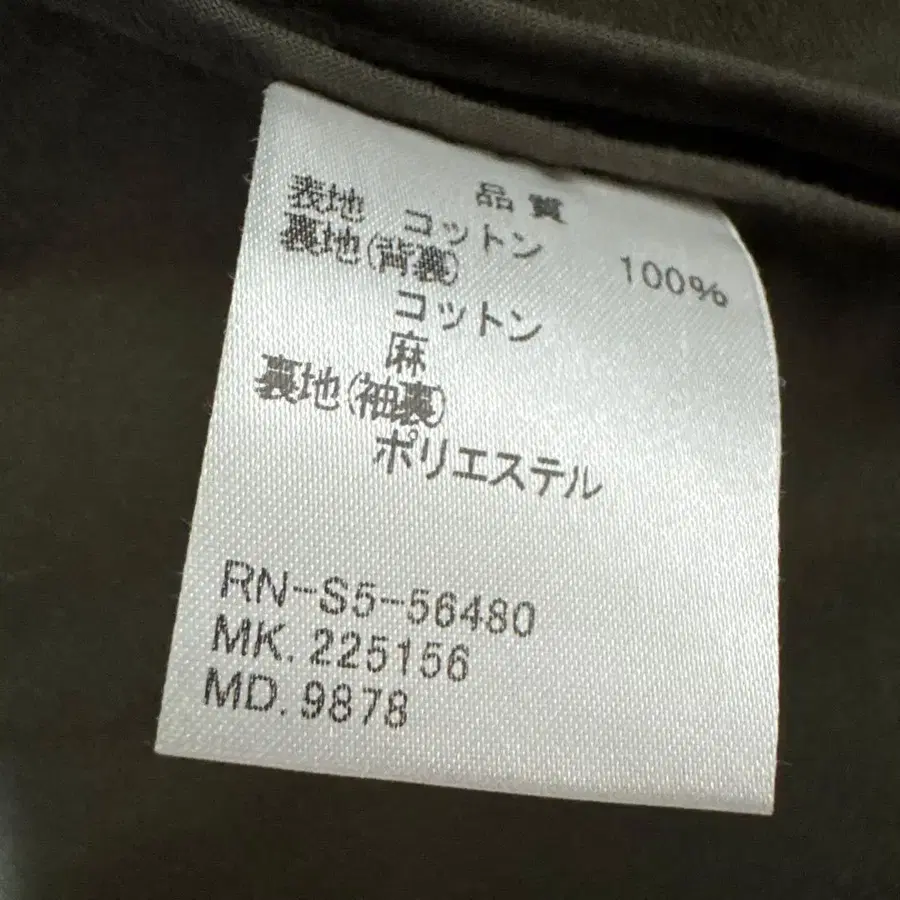 品質
表地 コットン 100%
裏地(背裏)
コットン
麻
裏地(袖裏)
ポリエステル
RN-S5-56480
MK.225156
MD.9878